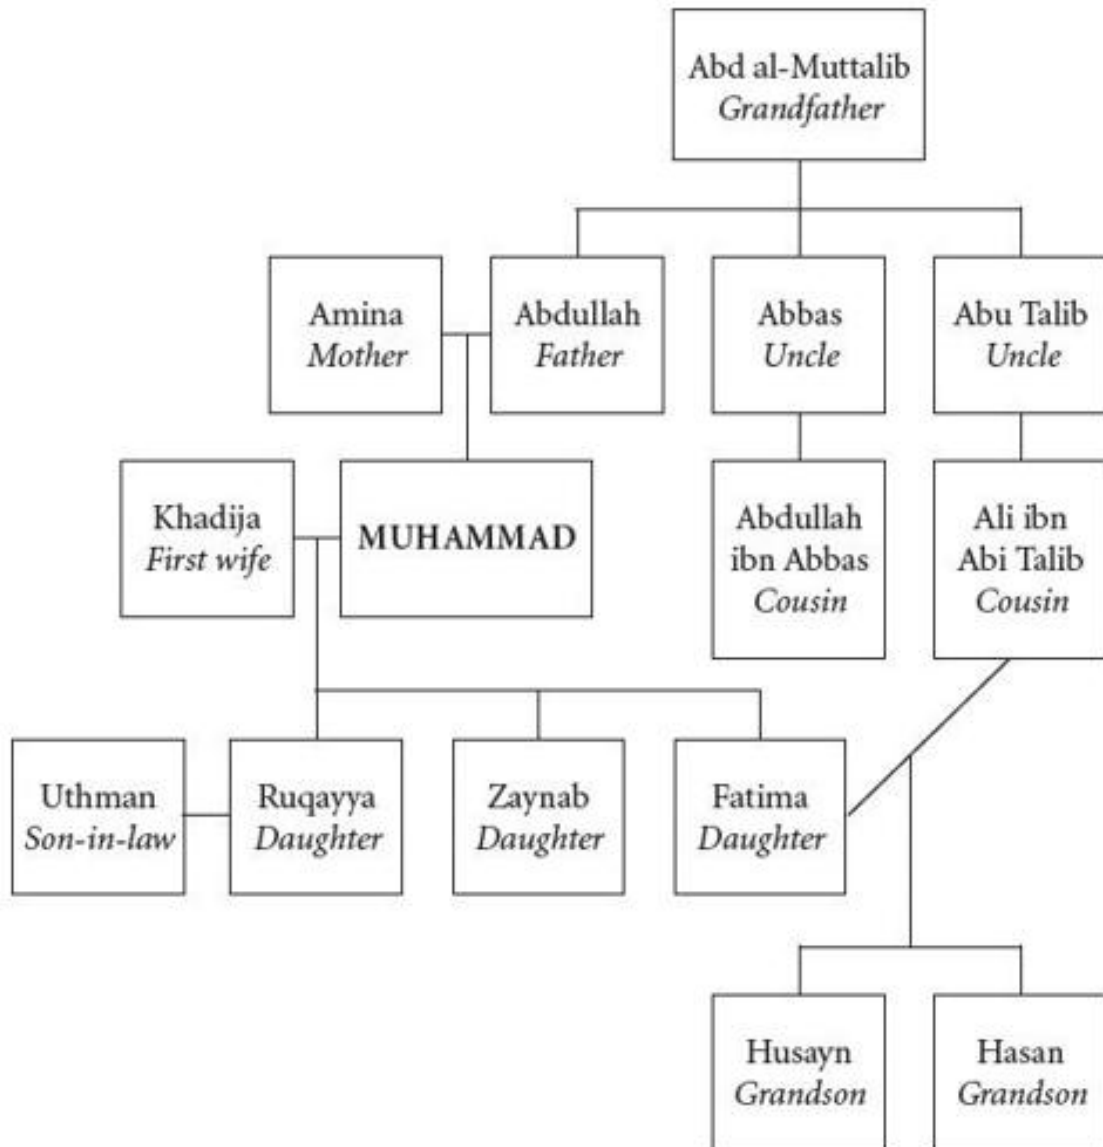 Abd al-Muttalib
Grandfather
Amina
Mother
Abdullah
Father
Abbas
Uncle
Abu Talib
Uncle
Khadija
First wife
MUHAMMAD
Abdullah
ibn Abbas
Cousin
Ali ibn
Abi Talib
Cousin
Uthman
Son-in-law
Ruqayya
Daughter
Zaynab
Daughter
Fatima
Daughter
Husayn
Grandson
Hasan
Grandson